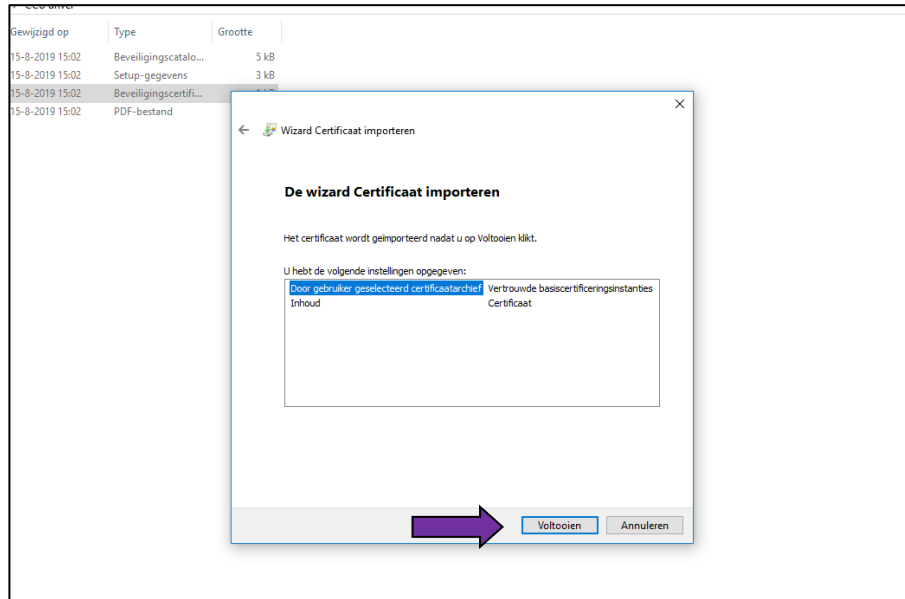 Gewijzigd op Type Grootte
15-8-2019 15:02 Beveiligingscatalo... 5 kB
15-8-2019 15:02 Setup-gegevens 3 kB
15-8-2019 15:02 Beveiligingscertifi...
15-8-2019 15:02 PDF-bestand
Wizard Certificaat importeren
De wizard Certificaat importeren
Het certificaat wordt geïmporteerd nadat u op Voltooien klikt.
U hebt de volgende instellingen opgegeven:
Door gebruiker geselecteerd certificaatarchief Vertrouwde basiscertificeringsinstanties
Inhoud Certificaat
Voltooien Annuleren